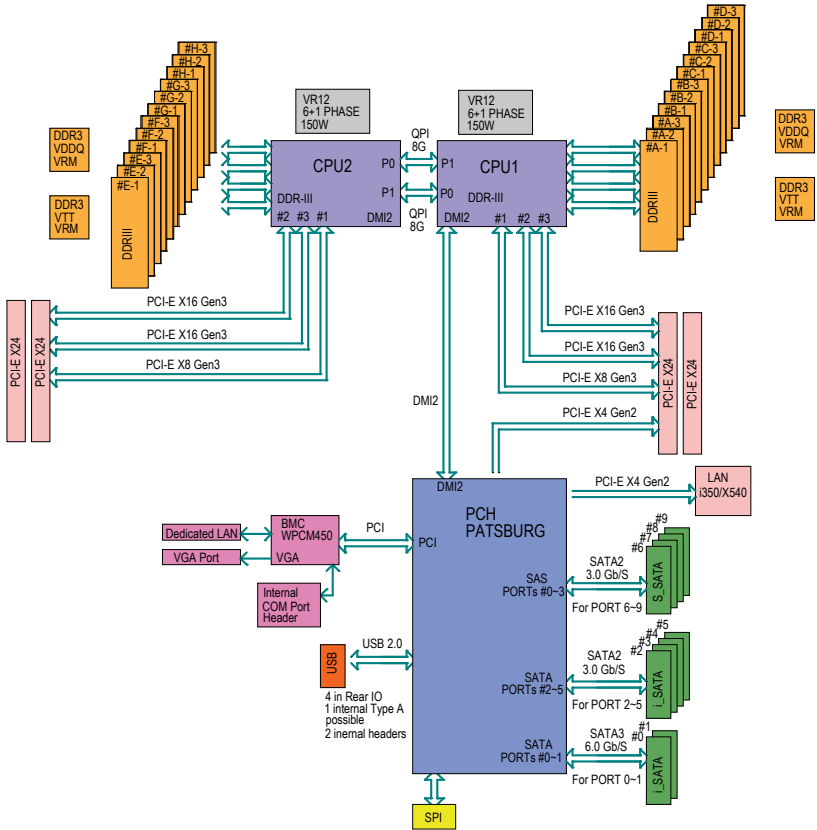 #H-3
#H-2
#H-1
#G-3
#G-2
#G-1
#F-3
#F-2
#F-1
#E-3
#E-2
#E-1
DDRIII
DDR3
VDDQ
VRM
DDR3
VTT
VRM
VR12
6+1 PHASE
150W
CPU2
P0
P1
DDR-III
DMI2
#2 #3 #1
QPI
8G
QPI
8G
VR12
6+1 PHASE
150W
CPU1
P1
P0
DDR-III
DMI2
#1 #2 #3
#D-3
#D-2
#D-1
#C-3
#C-2
#C-1
#B-3
#B-2
#B-1
#A-3
#A-2
#A-1
DDRIII
DDR3
VDDQ
VRM
DDR3
VTT
VRM
PCI-E X24
PCI-E X24
PCI-E X16 Gen3
PCI-E X16 Gen3
PCI-E X8 Gen3
DMI2
PCI-E X16 Gen3
PCI-E X16 Gen3
PCI-E X8 Gen3
PCI-E X4 Gen2
PCI-E X24
PCI-E X24
PCI-E X4 Gen2
LAN
i350/X540
DMI2
PCH
PATSBURG
PCI
Dedicated LAN
VGA Port
BMC
WPCM450
VGA
PCI
Internal
COM Port
Header
USB
USB 2.0
4 in Rear IO
1 internal Type A
possible
2 inernal headers
SAS
PORTs #0~3
SATA2
3.0 Gb/S
For PORT 6~9
#9
#8
#7
#6
S_SATA
SATA
PORTs #2~5
SATA2
3.0 Gb/S
For PORT 2~5
#5
#4
#3
#2
i_SATA
SATA
PORTs #0~1
SATA3
6.0 Gb/S
For PORT 0~1
#1
#0
i_SATA
SPI